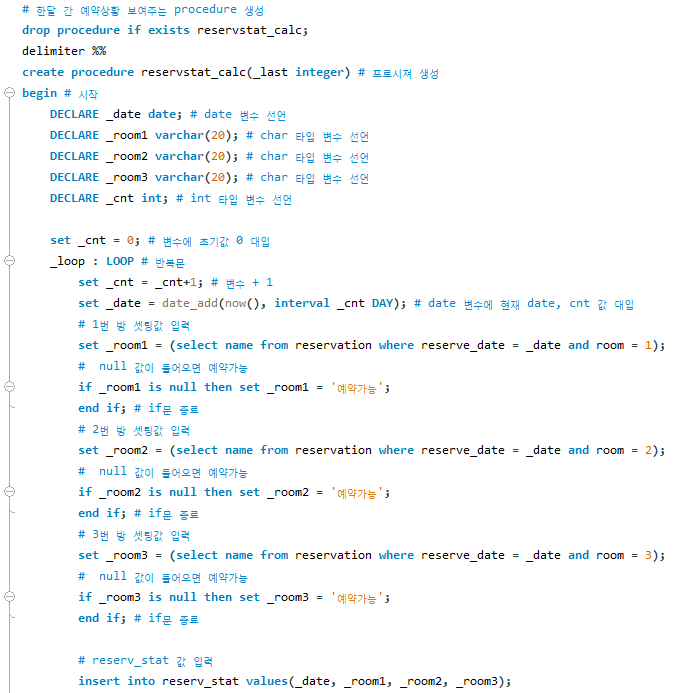 # 한달 간 예약상황 보여주는 procedure 생성
drop procedure if exists reservstat_calc;
delimiter %%
create procedure reservstat_calc(_last integer) # 프로시져 생성
begin # 시작
    DECLARE _date date; # date 변수 선언
    DECLARE _room1 varchar(20); # char 타입 변수 선언
    DECLARE _room2 varchar(20); # char 타입 변수 선언
    DECLARE _room3 varchar(20); # char 타입 변수 선언
    DECLARE _cnt int; # int 타입 변수 선언

    set _cnt = 0; # 변수에 초기값 0 대입
    _loop : LOOP # 반복문
        set _cnt = _cnt+1; # 변수 + 1
        set _date = date_add(now(), interval _cnt DAY); # date 변수에 현재 date, cnt 값 대입
        # 1번 방 셋팅값 입력
        set _room1 = (select name from reservation where reserve_date = _date and room = 1);
        #  null 값이 들어오면 예약가능
        if _room1 is null then set _room1 = '예약가능';
        end if; # if문 종료
        # 2번 방 셋팅값 입력
        set _room2 = (select name from reservation where reserve_date = _date and room = 2);
        #  null 값이 들어오면 예약가능
        if _room2 is null then set _room2 = '예약가능';
        end if; # if문 종료
        # 3번 방 셋팅값 입력
        set _room3 = (select name from reservation where reserve_date = _date and room = 3);
        #  null 값이 들어오면 예약가능
        if _room3 is null then set _room3 = '예약가능';
        end if; # if문 종료

        # reserv_stat 값 입력
        insert into reserv_stat values(_date, _room1, _room2, _room3);